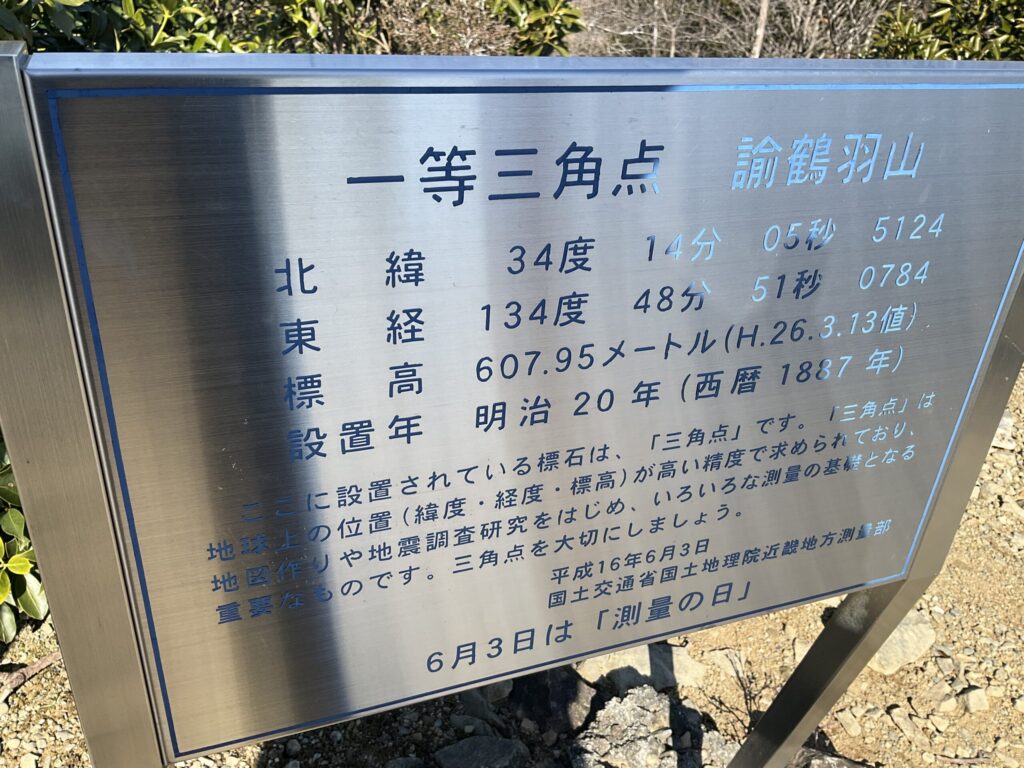 一等三角点 諭鶴羽山
北緯 34度 14分 05秒 5124
東経 134度 48分 51秒 0784
標高 607.95メートル(H.26.3.13値)
設置年 明治 20 年 (西暦 1887 年)
ここに設置されている標石は、「三角点」です。「三角点」は
地球上の位置(緯度・経度・標高)が高い精度で求められており、
地図作りや地震調査研究をはじめ、いろいろな測量の基礎となる
重要なものです。三角点を大切にしましょう。
平成16年6月3日
国土交通省国土地理院近畿地方測量部
6月3日は「測量の日」